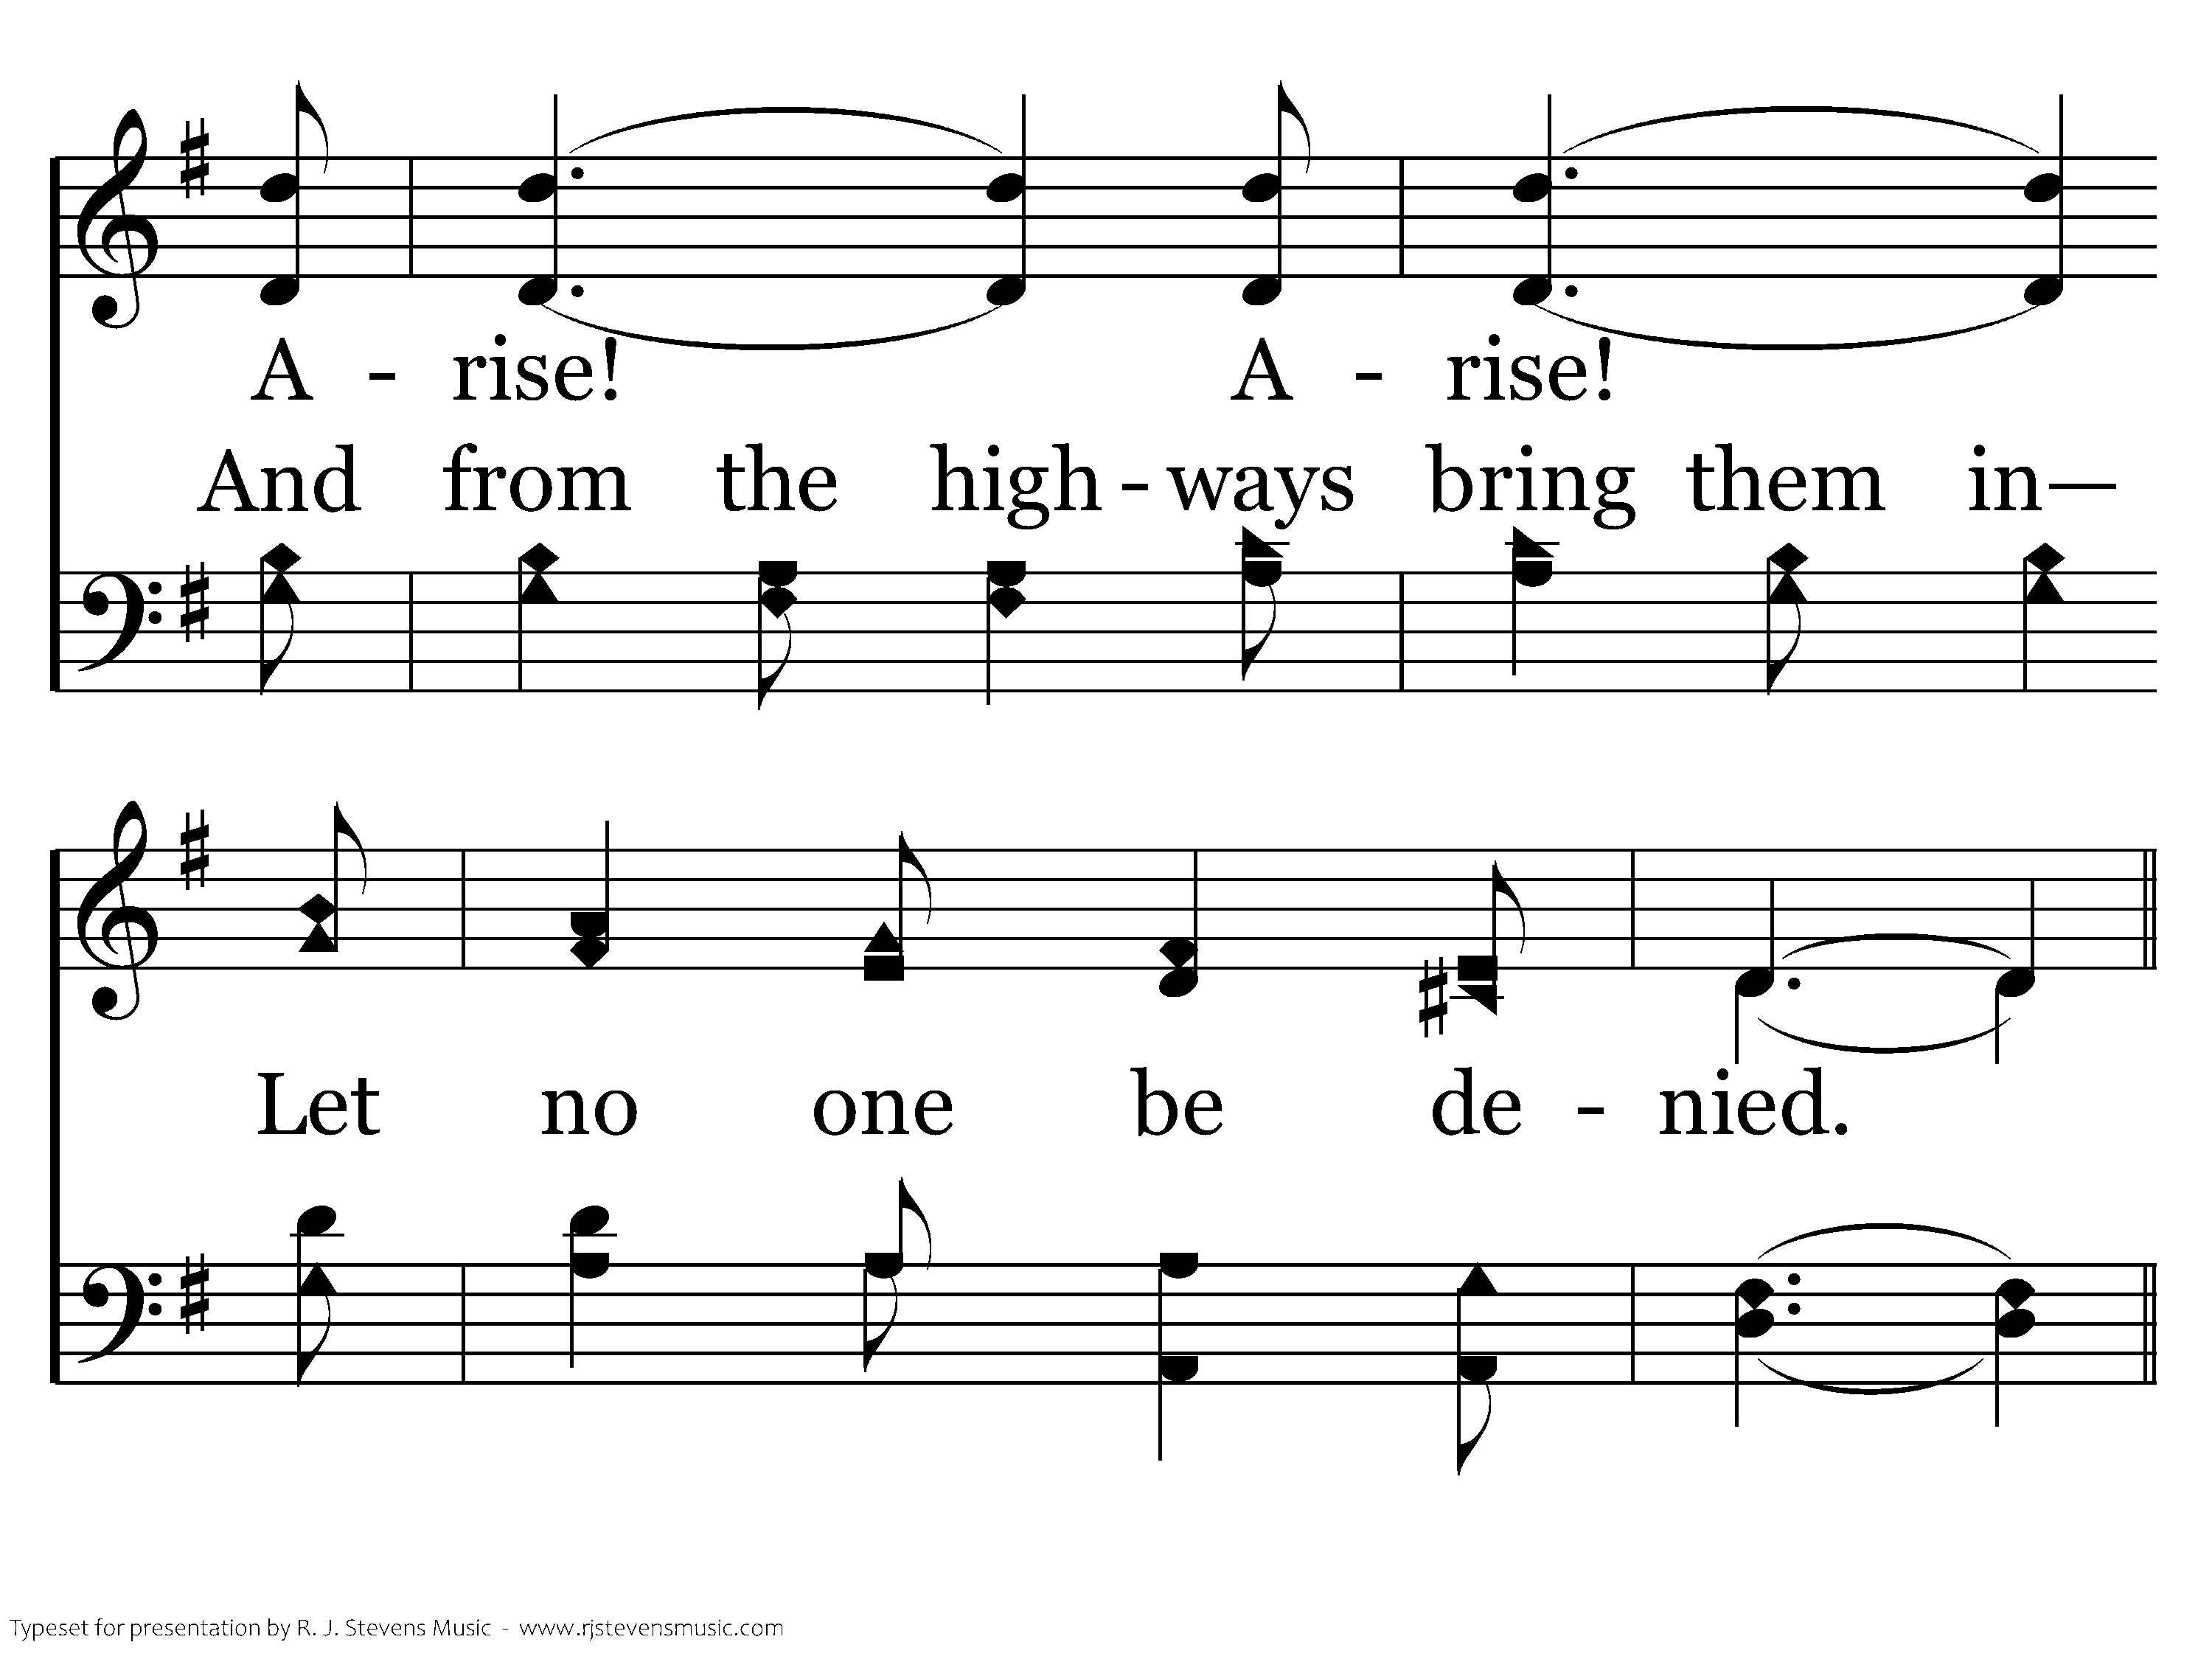 A - rise! A - rise!
And from the high - ways bring them in—
Let no one be de - nied.
Typeset for presentation by R. J. Stevens Music - www.rjstevensmusic.com